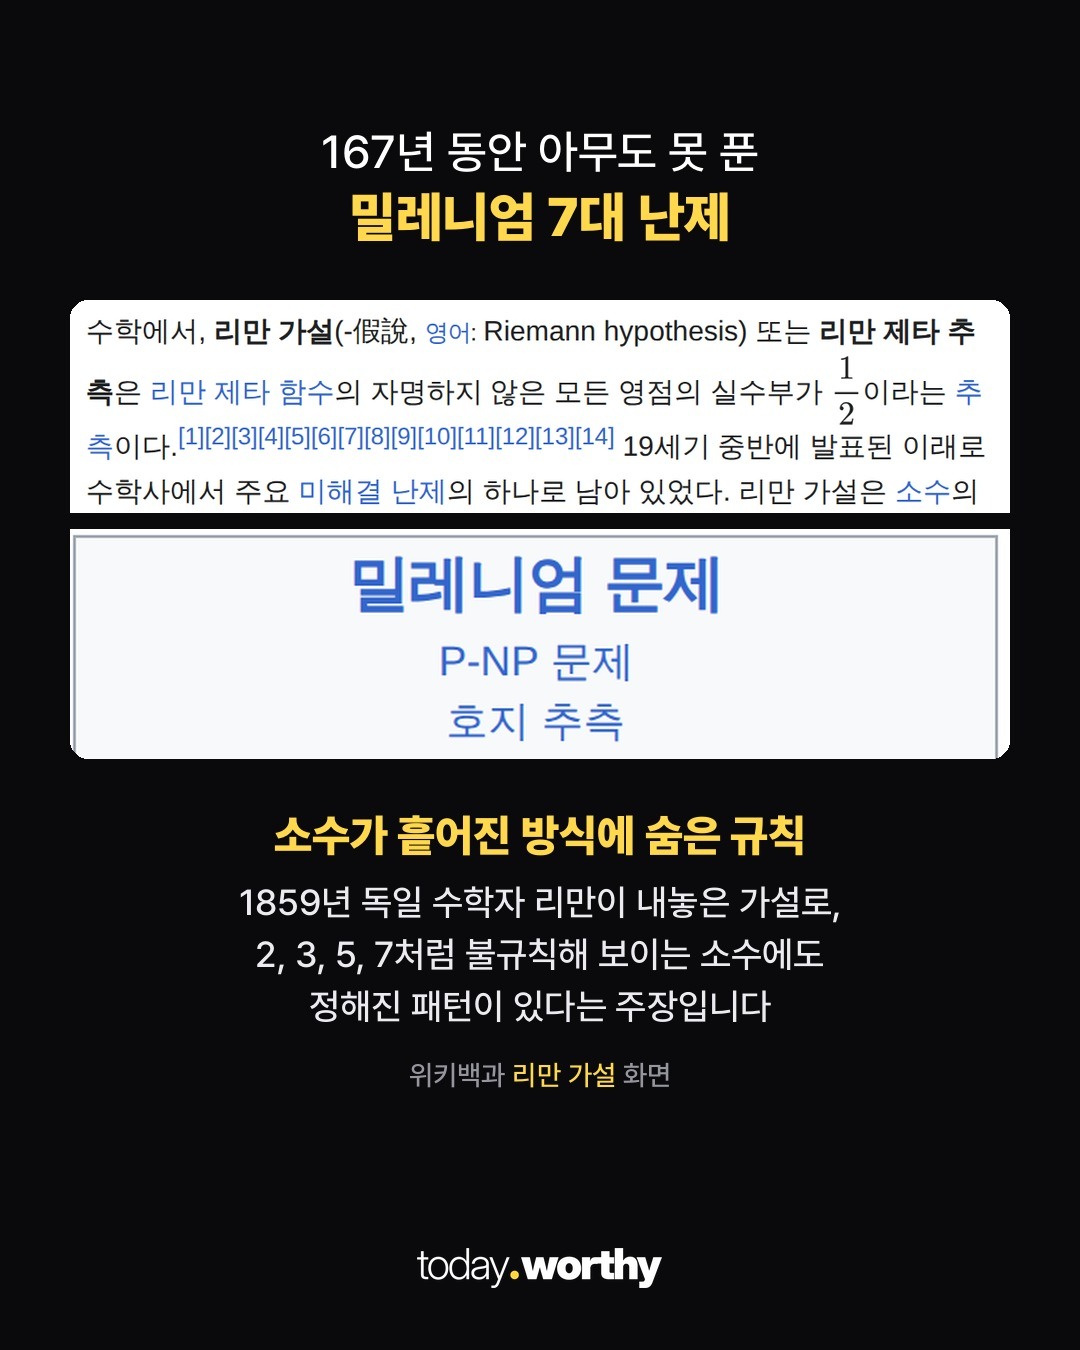 167년 동안 아무도 못 푼
밀레니엄 7대 난제
수학에서, 리만 가설(-假說, 영어: Riemann hypothesis) 또는 리만 제타 추
측은 리만 제타 함수의 자명하지 않은 모든 영점의 실수부가 1/2이라는 추
측이다.[1][2][3][4][5][6][7][8][9][10][11][12][13][14] 19세기 중반에 발표된 이래로
수학사에서 주요 미해결 난제의 하나로 남아 있었다. 리만 가설은 소수의
밀레니엄 문제
P-NP 문제
호지 추측
소수가 흩어진 방식에 숨은 규칙
1859년 독일 수학자 리만이 내놓은 가설로,
2, 3, 5, 7처럼 불규칙해 보이는 소수에도
정해진 패턴이 있다는 주장입니다
위키백과 리만 가설 화면
today.worthy